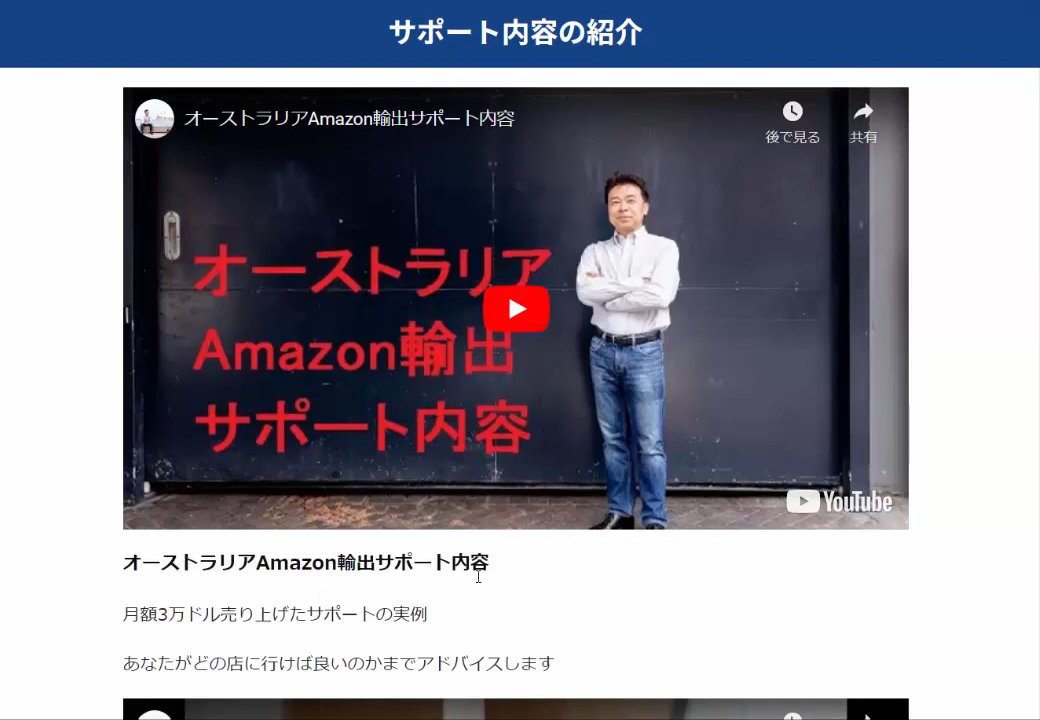 サポート内容の紹介
オーストラリアAmazon輸出サポート内容
後で見る
共有
オーストラリア
Amazon輸出
サポート内容
YouTube
オーストラリアAmazon輸出サポート内容
月額3万ドル売り上げたサポートの実例
あなたがどの店に行けば良いのかまでアドバイスします